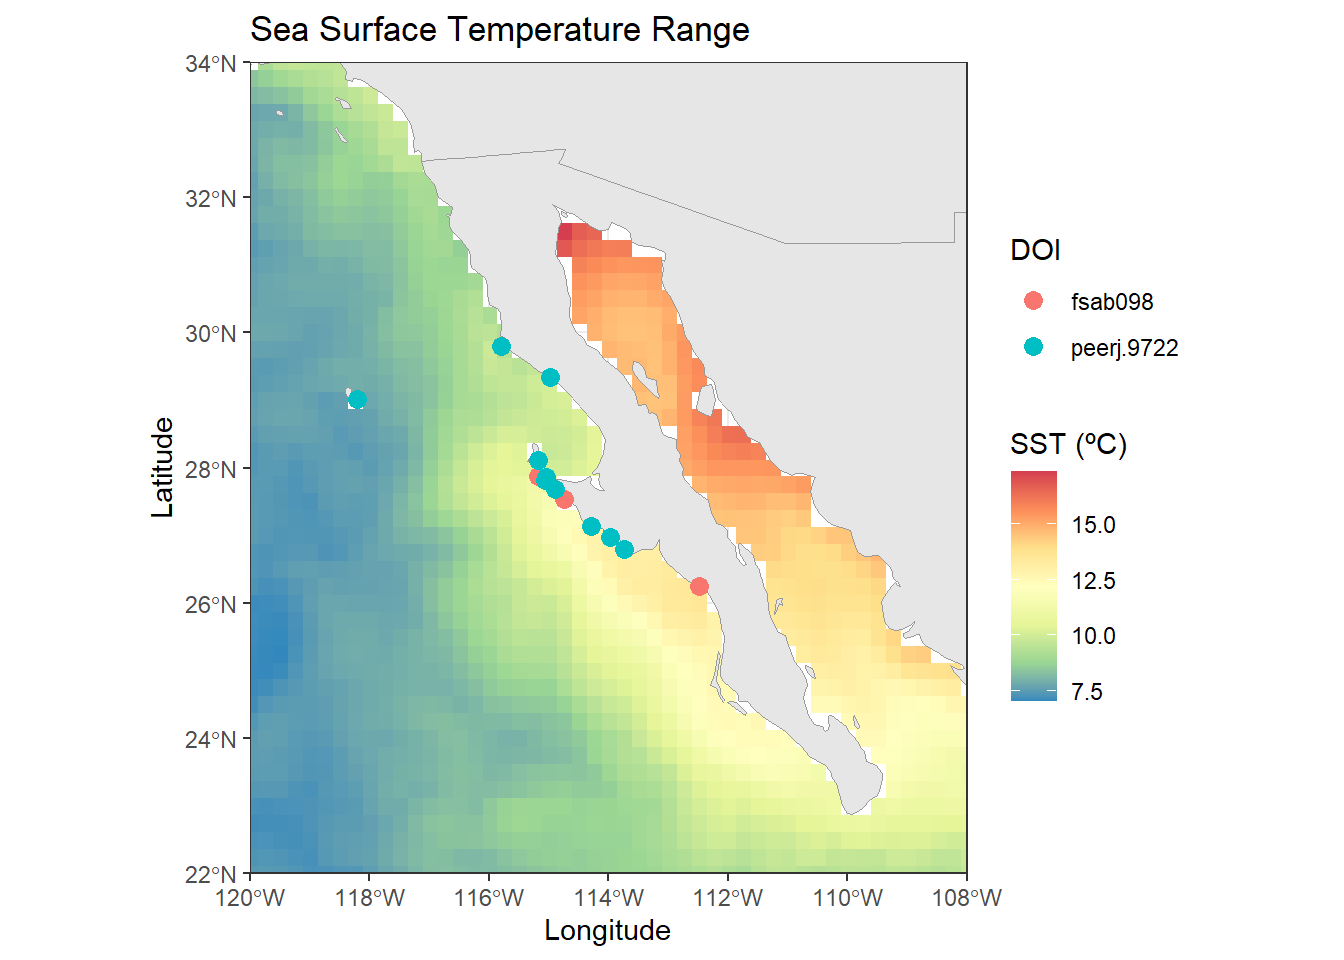 Sea Surface Temperature Range
34°N
32°N
30°N
28°N
26°N
24°N
22°N
120°W
118°W
116°W
114°W
112°W
110°W
108°W
Longitude
Latitude
DOI
fsab098
peerj.9722
SST (ºC)
15.0
12.5
10.0
7.5